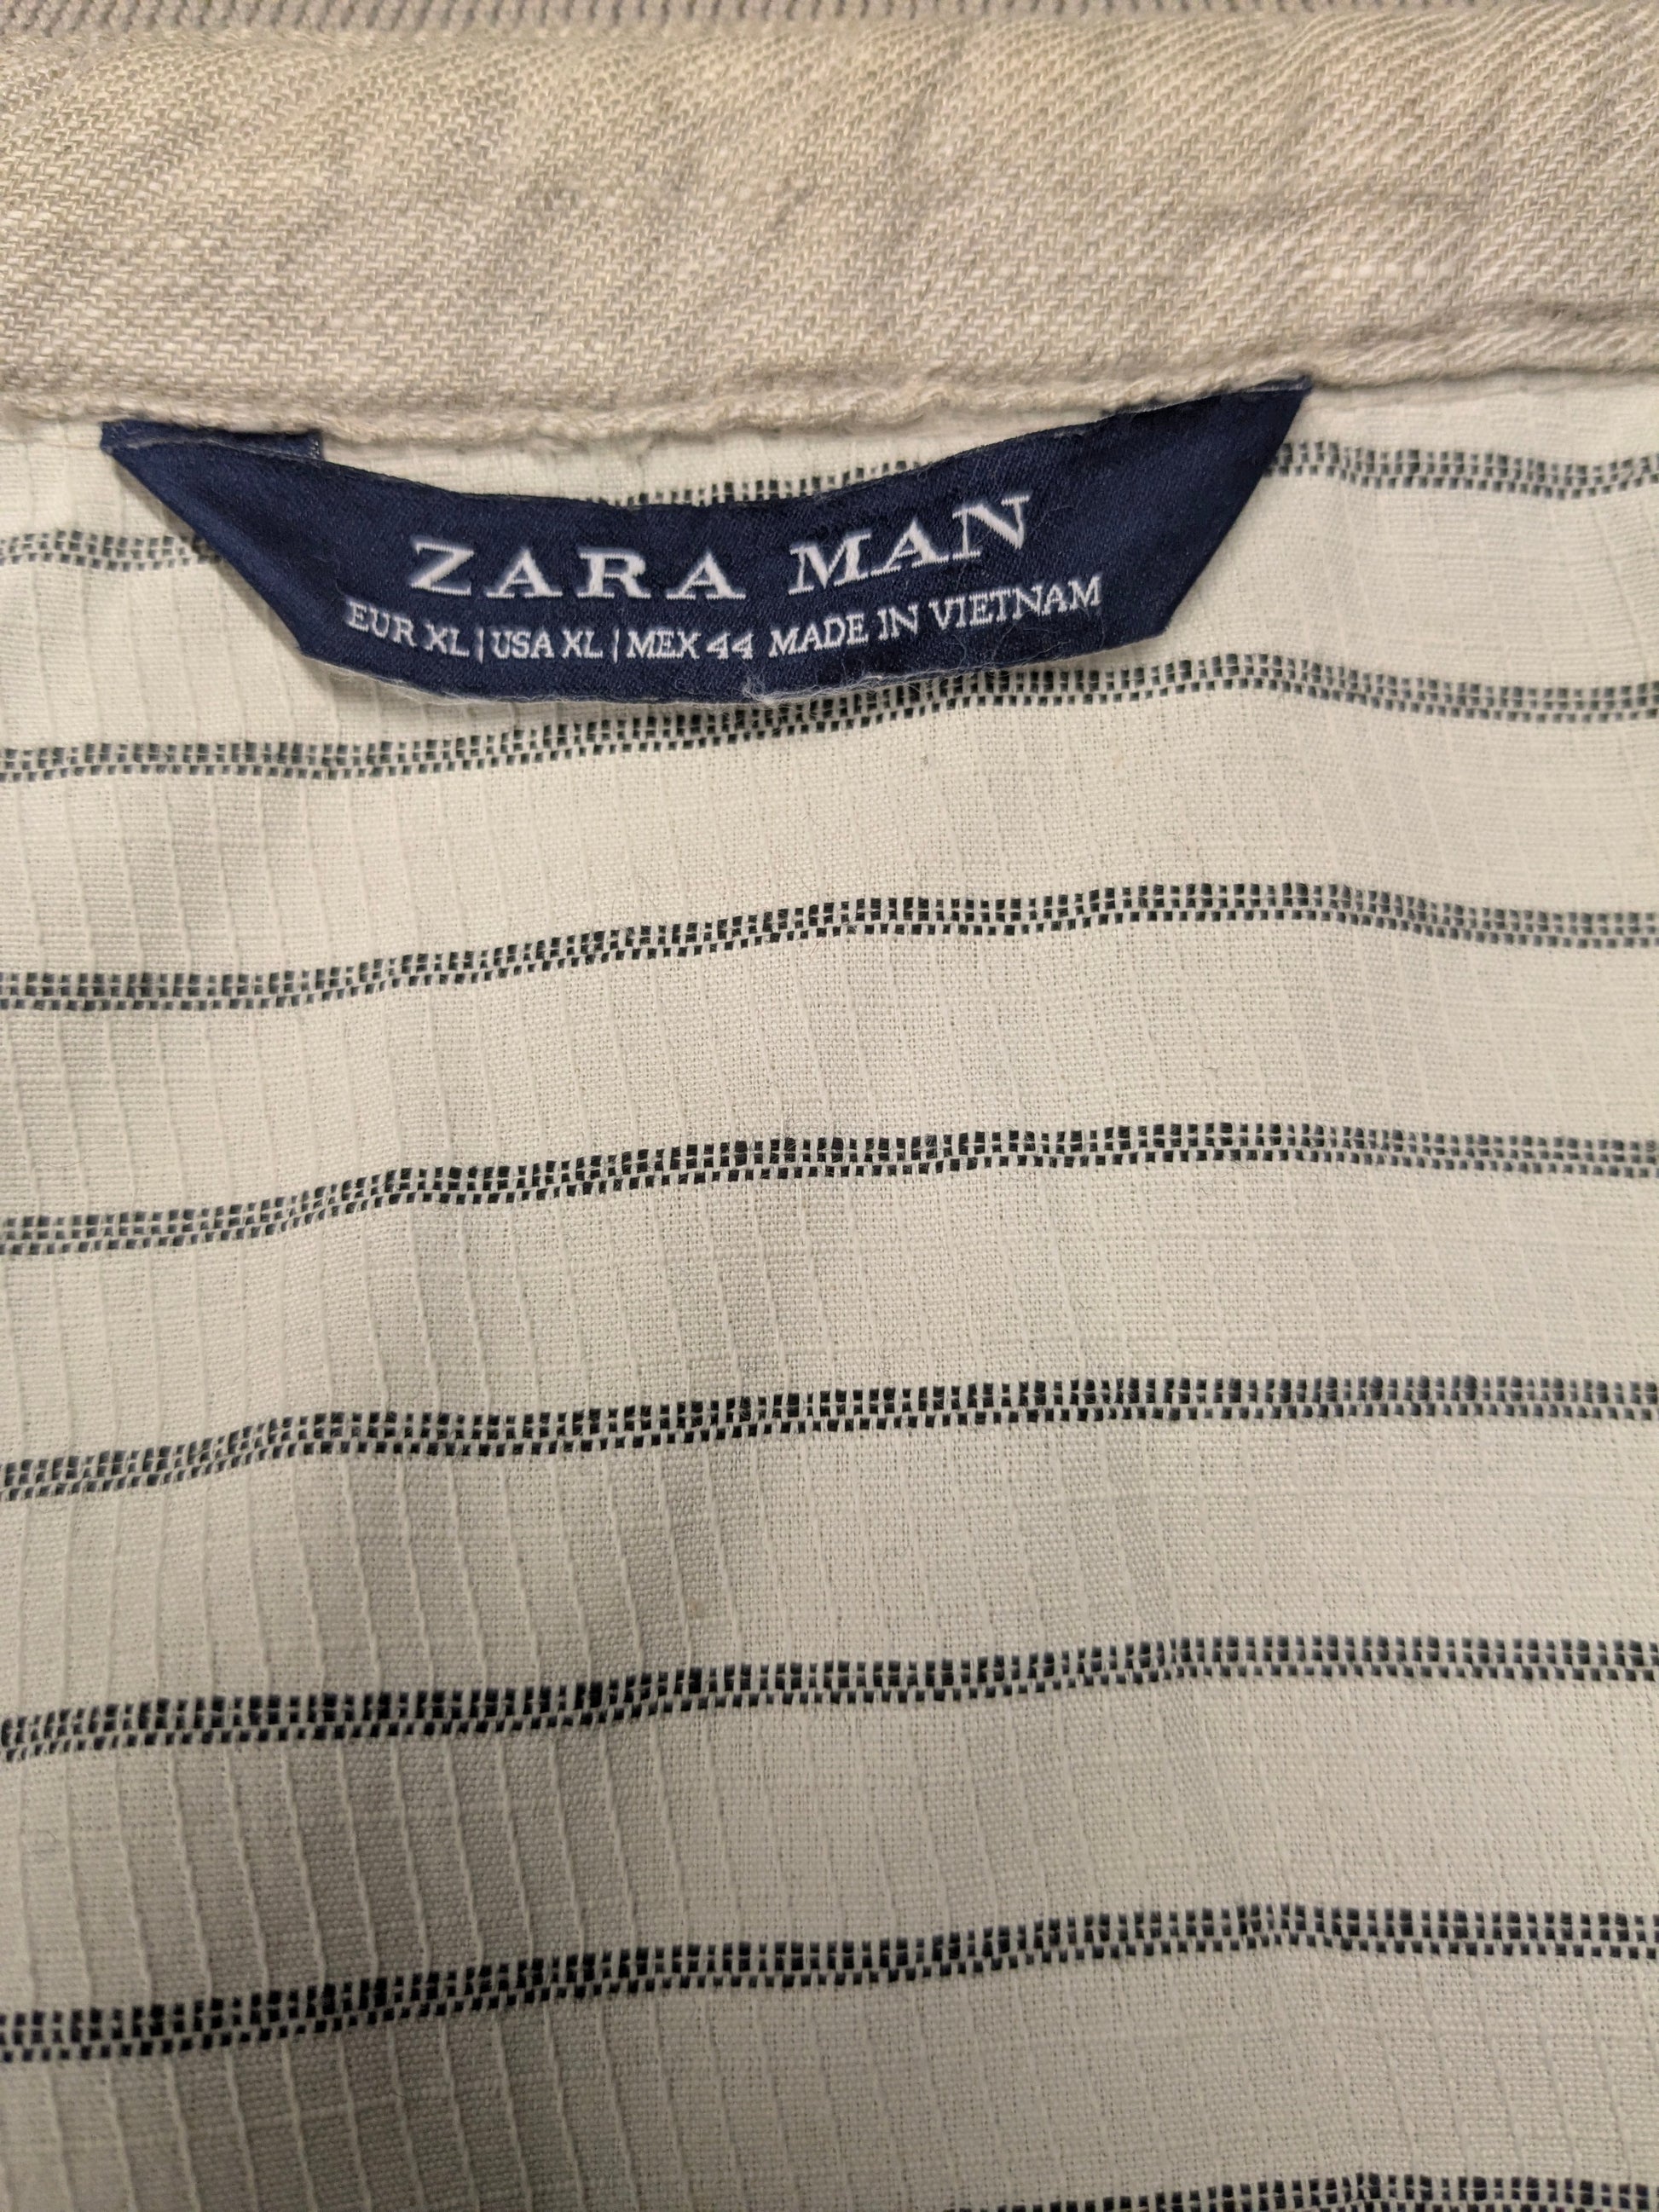 ZARA MAN
EUR XL | USA XL | MEX 44 MADE IN VIETNAM